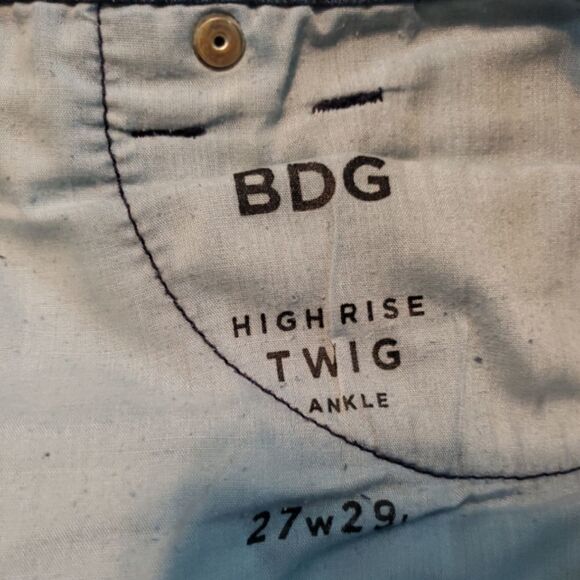 BDG
HIGH RISE
TWIG
ANKLE
27w29